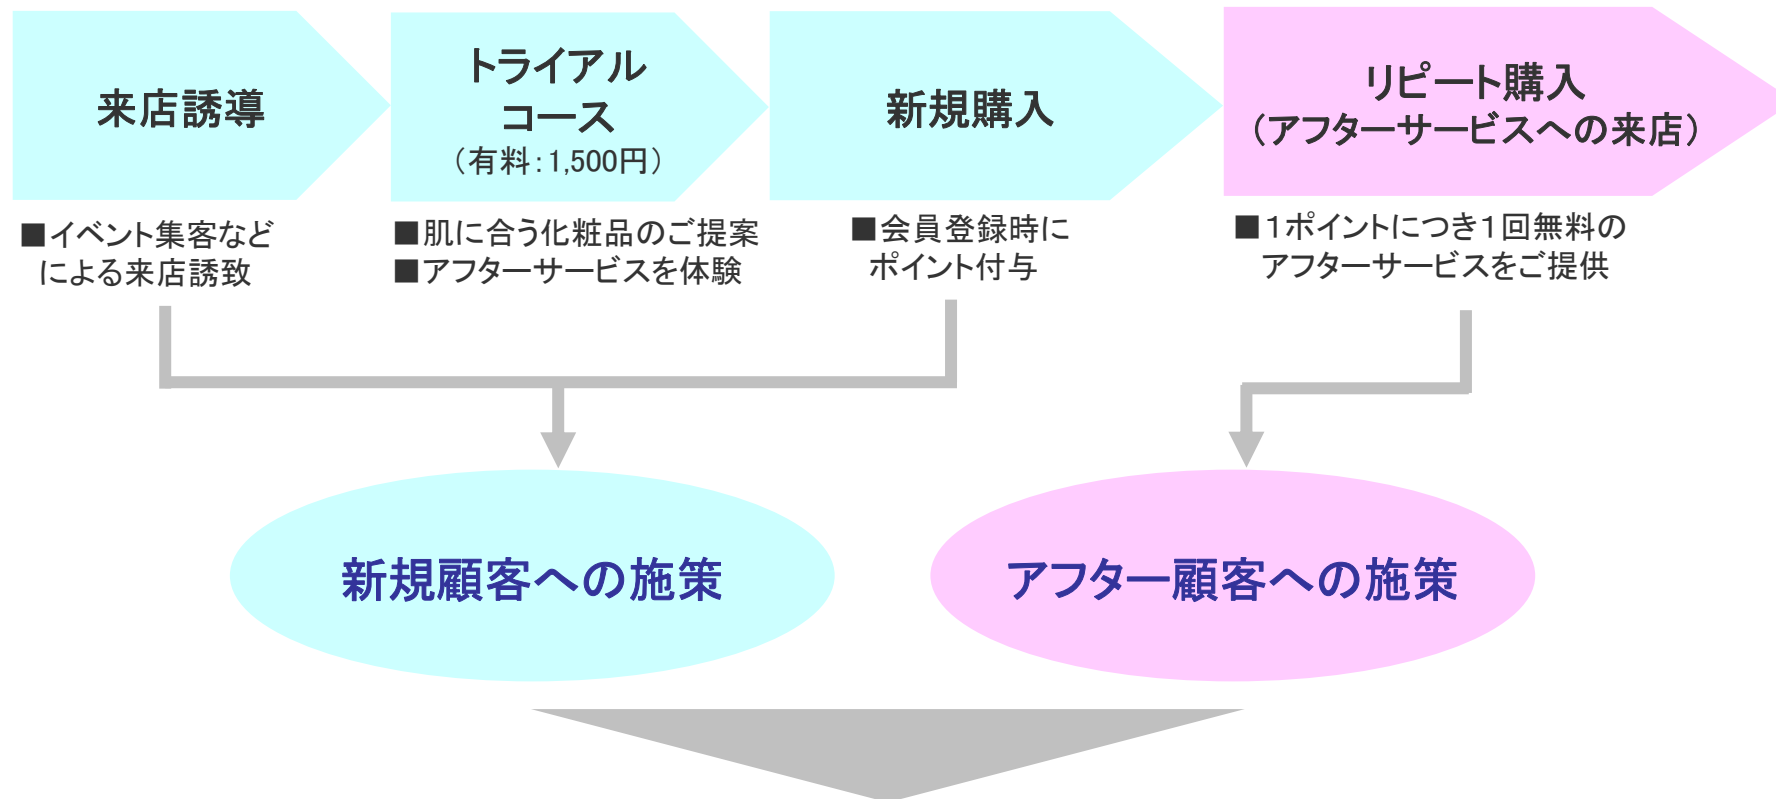 来店誘導
トライアル
コース
（有料：1,500円）
新規購入
リピート購入
（アフターサービスへの来店）
■イベント集客など
による来店誘致
■肌に合う化粧品のご提案
■アフターサービスを体験
■会員登録時に
ポイント付与
■１ポイントにつき１回無料の
アフターサービスをご提供
新規顧客への施策
アフター顧客への施策